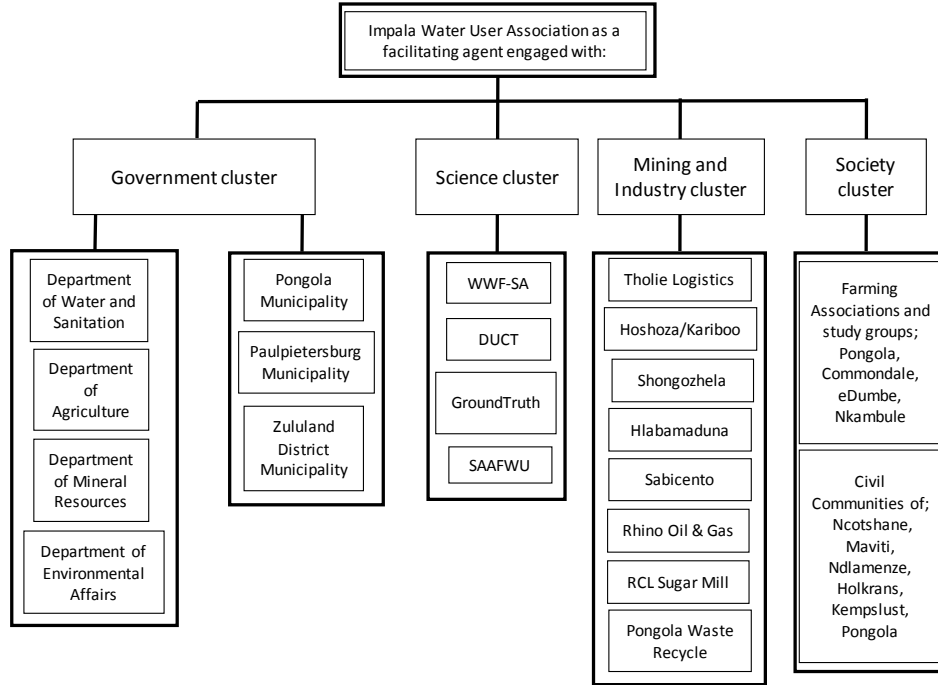 Impala Water User Association as a
facilitating agent engaged with:
Government cluster
Science cluster
Mining and
Industry cluster
Society
cluster
Department
of Water and
Sanitation
Department
of
Agriculture
Department
of Mineral
Resources
Department of
Environmental
Affairs
Pongola
Municipality
Paulpietersburg
Municipality
Zululand
District
Municipality
WWF-SA
DUCT
GroundTruth
SAAFWU
Tholie Logistics
Hoshoza/Kariboo
Shongozhela
Hlabamaduna
Sabicento
Rhino Oil & Gas
RCL Sugar Mill
Pongola Waste
Recycle
Farming
Associations and
study groups;
Pongola,
Commondale,
eDumbe,
Nkambule
Civil
Communities of;
Ncotshane,
Maviti,
Ndlamenze,
Holkrans,
Kempslust,
Pongola